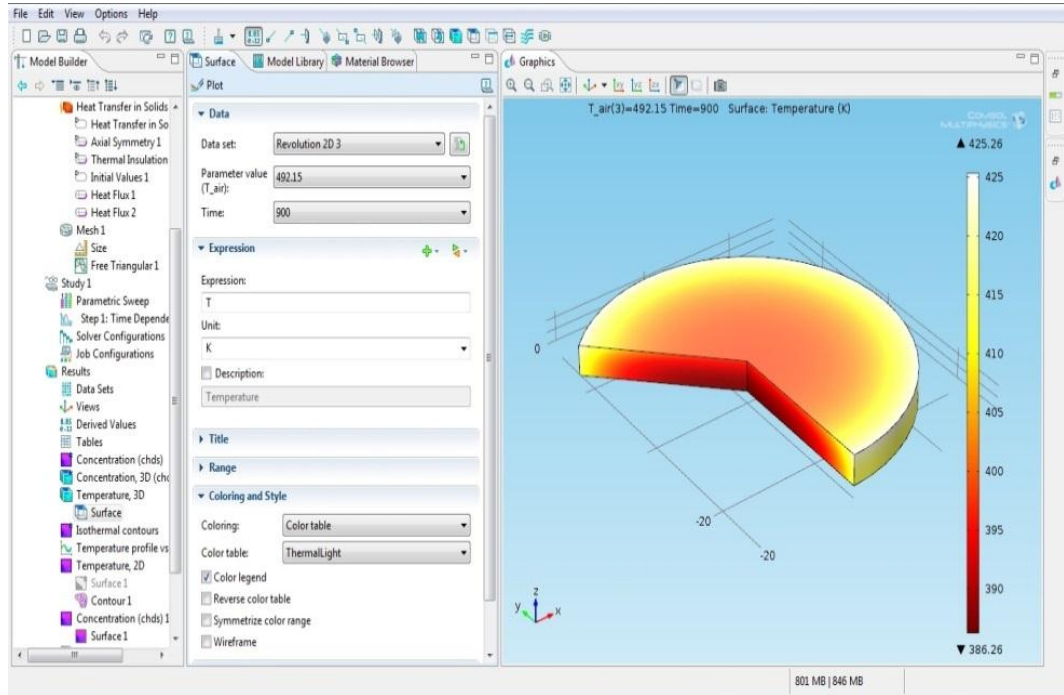 File Edit View Options Help
Model Builder
Heat Transfer in Solids
Heat Transfer in So
Axial Symmetry 1
Thermal Insulation
Initial Values 1
Heat Flux 1
Heat Flux 2
Mesh 1
Size
Free Triangular 1
Study 1
Parametric Sweep
Step 1: Time Depende
Solver Configurations
Job Configurations
Results
Data Sets
Views
Derived Values
Tables
Concentration (chds)
Concentration, 3D (cho
Temperature, 3D
Surface
Isothermal contours
Temperature profile vs
Temperature, 2D
Surface 1
Contour 1
Concentration (chds) 1
Surface 1
Surface Model Library Material Browser
Plot
Data
Data set: Revolution 2D 3
Parameter value (T_air): 492.15
Time: 900
Expression
Expression:
T
Unit:
K
Description:
Temperature
Title
Range
Coloring and Style
Coloring: Color table
Color table: ThermalLight
Color legend
Reverse color table
Symmetrize color range
Wireframe
Graphics
T_air(3)=492.15 Time=900 Surface: Temperature (K)
COMSOL
MULTIPHYSICS
▲ 425.26
425
420
415
410
405
400
395
390
▼ 386.26
0
-20
-20
z
y x
801 MB | 846 MB